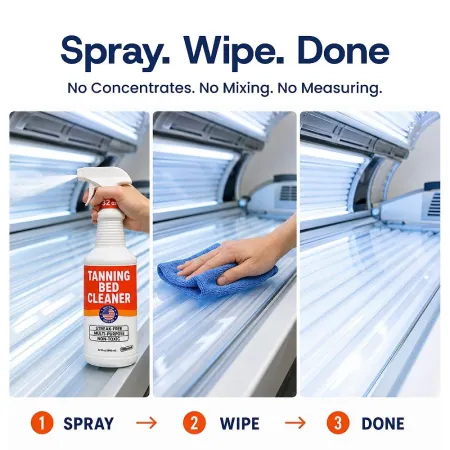 Spray. Wipe. Done
No Concentrates. No Mixing. No Measuring.
32 oz
TANNING
BED
CLEANER
STREAK-FREE
MULTI-PURPOSE
NON-TOXIC
1 SPRAY → 2 WIPE → 3 DONE